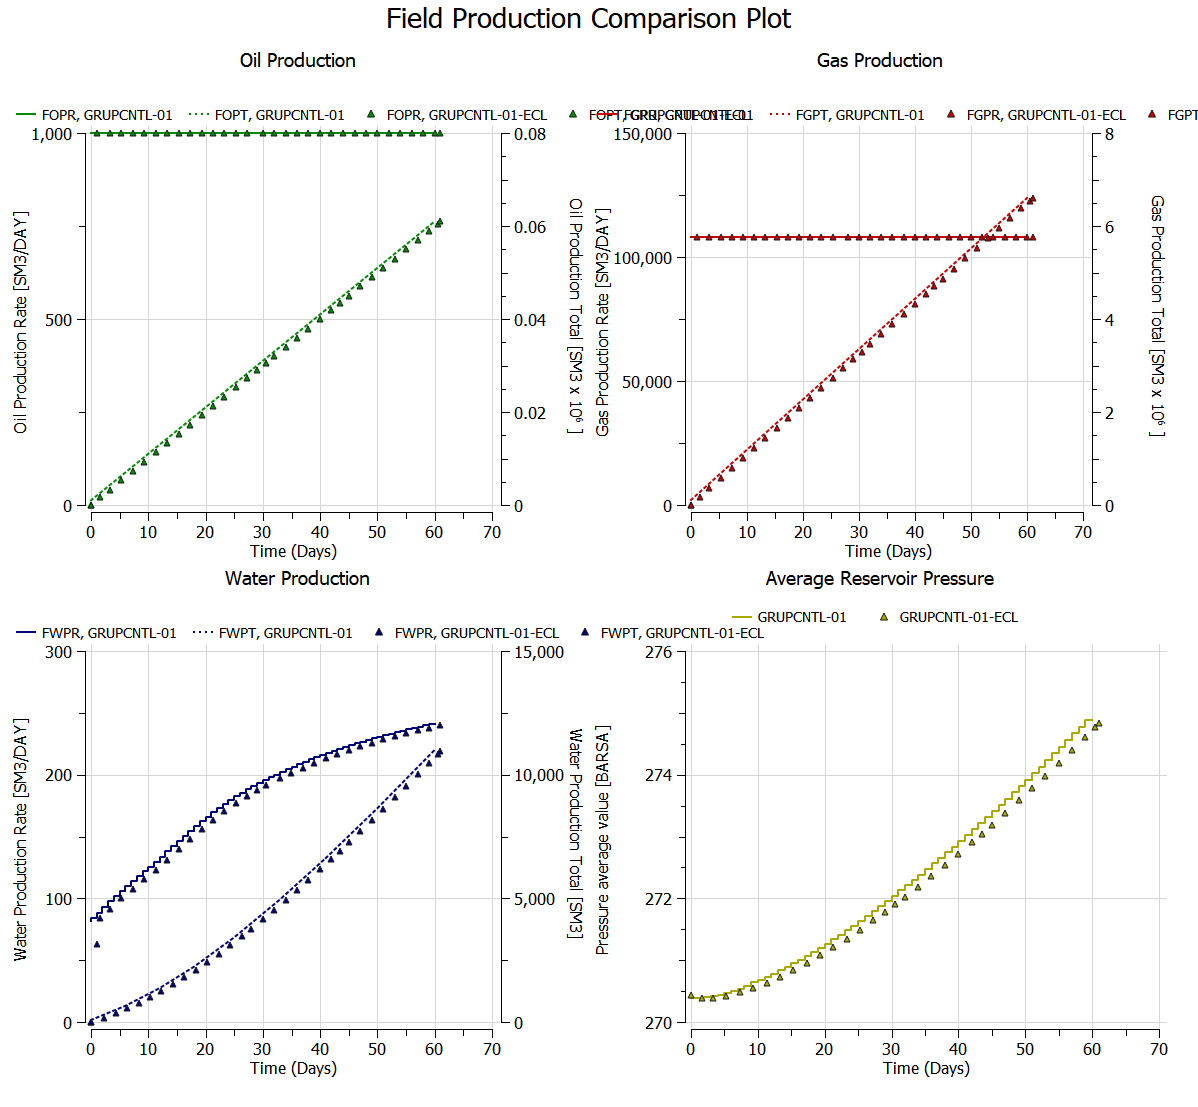 Field Production Comparison Plot
Oil Production
FOPR, GRUPCNTL-01
FOPT, GRUPCNTL-01
FOPR, GRUPCNTL-01-ECL
FOPT, GRUPCNTL-01-ECL
1,000
500
0
Oil Production Rate [SM3/DAY]
0.08
0.06
0.04
0.02
0
Oil Production Total [SM3 x 10⁶ ]
0 10 20 30 40 50 60 70
Time (Days)
Gas Production
FGPR, GRUPCNTL-01
FGPT, GRUPCNTL-01
FGPR, GRUPCNTL-01-ECL
FGPT
150,000
100,000
50,000
0
Gas Production Rate [SM3/DAY]
8
6
4
2
0
Gas Production Total [SM3 x 10⁶ ]
0 10 20 30 40 50 60 70
Time (Days)
Water Production
FWPR, GRUPCNTL-01
FWPT, GRUPCNTL-01
FWPR, GRUPCNTL-01-ECL
FWPT, GRUPCNTL-01-ECL
300
200
100
0
Water Production Rate [SM3/DAY]
15,000
10,000
5,000
0
Water Production Total [SM3]
0 10 20 30 40 50 60 70
Time (Days)
Average Reservoir Pressure
GRUPCNTL-01
GRUPCNTL-01-ECL
276
274
272
270
Pressure average value [BARSA]
0 10 20 30 40 50 60 70
Time (Days)